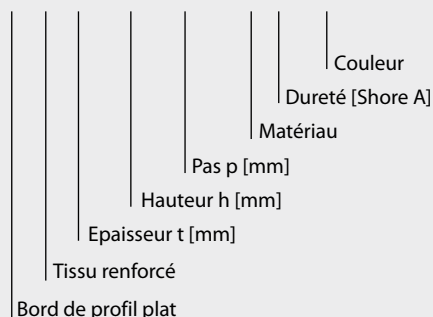 Couleur
Dureté [Shore A]
Matériau
Pas p [mm]
Hauteur h [mm]
Epaisseur t [mm]
Tissu renforcé
Bord de profil plat